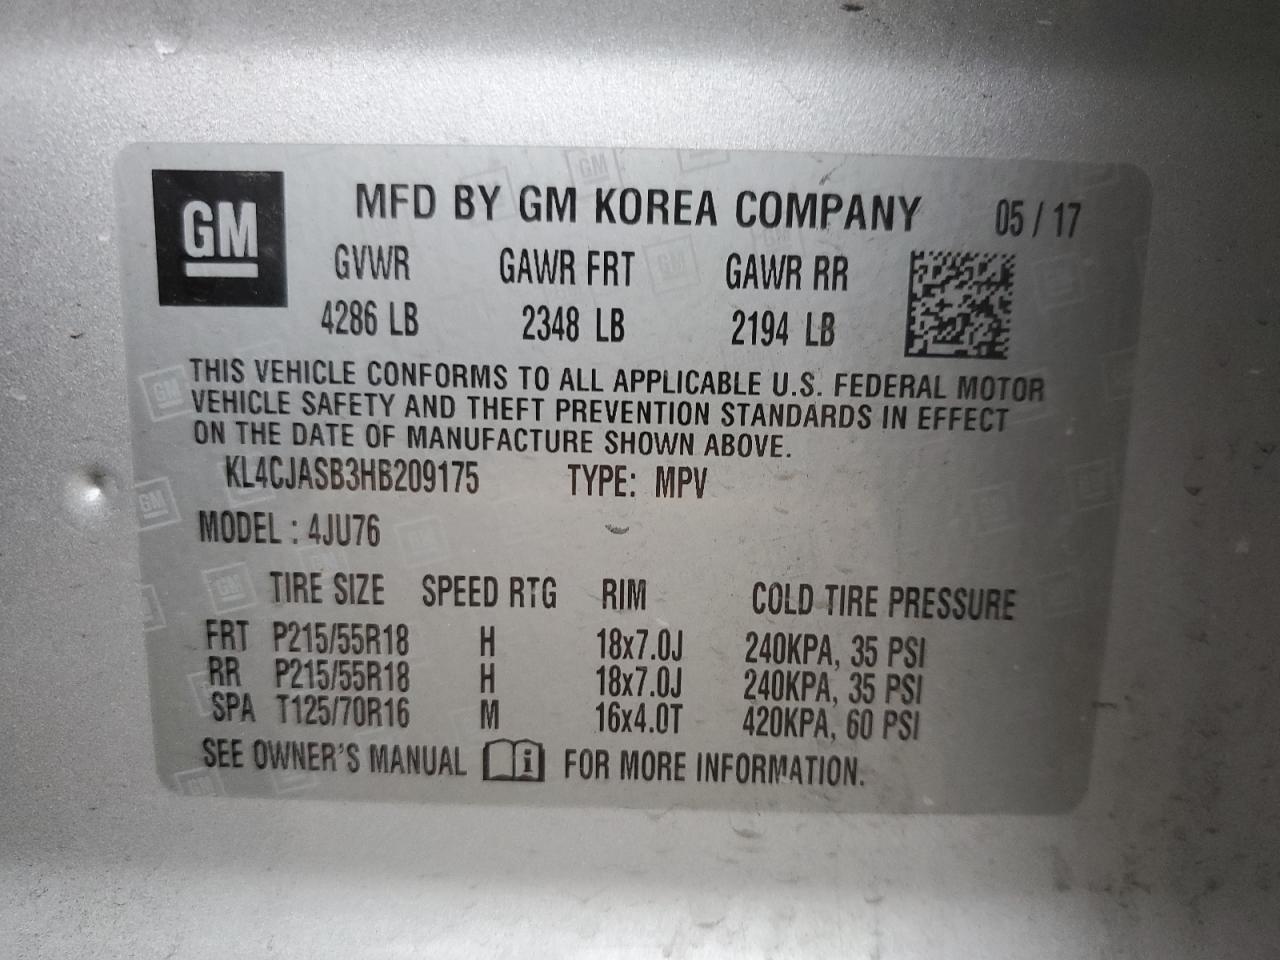 GM
MFD BY GM KOREA COMPANY 05 / 17
GVWR GAWR FRT GAWR RR
4286 LB 2348 LB 2194 LB
THIS VEHICLE CONFORMS TO ALL APPLICABLE U.S. FEDERAL MOTOR
VEHICLE SAFETY AND THEFT PREVENTION STANDARDS IN EFFECT
ON THE DATE OF MANUFACTURE SHOWN ABOVE.
KL4CJASB3HB209175 TYPE: MPV
MODEL : 4JU76
TIRE SIZE SPEED RTG RIM COLD TIRE PRESSURE
FRT P215/55R18 H 18x7.0J 240KPA, 35 PSI
RR P215/55R18 H 18x7.0J 240KPA, 35 PSI
SPA T125/70R16 M 16x4.0T 420KPA, 60 PSI
SEE OWNER'S MANUAL i FOR MORE INFORMATION.